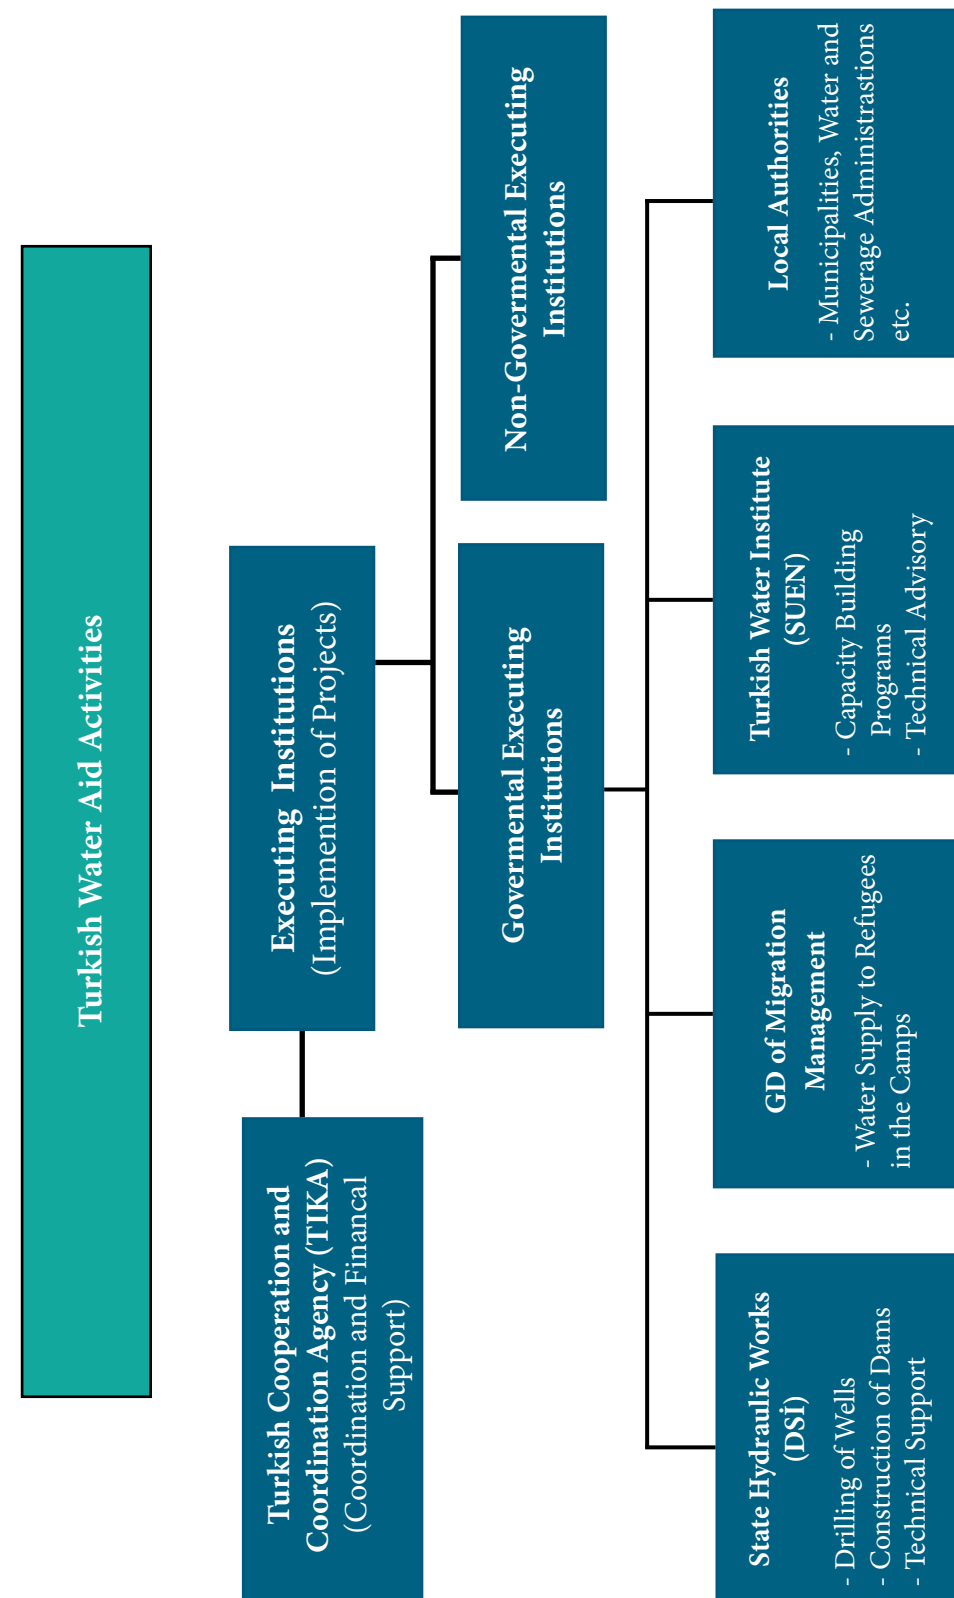 Turkish Water Aid Activities
Turkish Cooperation and
Coordination Agency (TIKA)
(Coordination and Financal
Support)
Executing Institutions
(Implemention of Projects)
Govermental Executing
Institutions
Non-Govermental Executing
Institutions
State Hydraulic Works
(DSİ)
- Drilling of Wells
- Construction of Dams
- Technical Support
GD of Migration
Management
- Water Supply to Refugees
in the Camps
Turkish Water Institute
(SUEN)
- Capacity Building
Programs
- Technical Advisory
Local Authorities
- Municipalities, Water and
Sewerage Administrastions
etc.